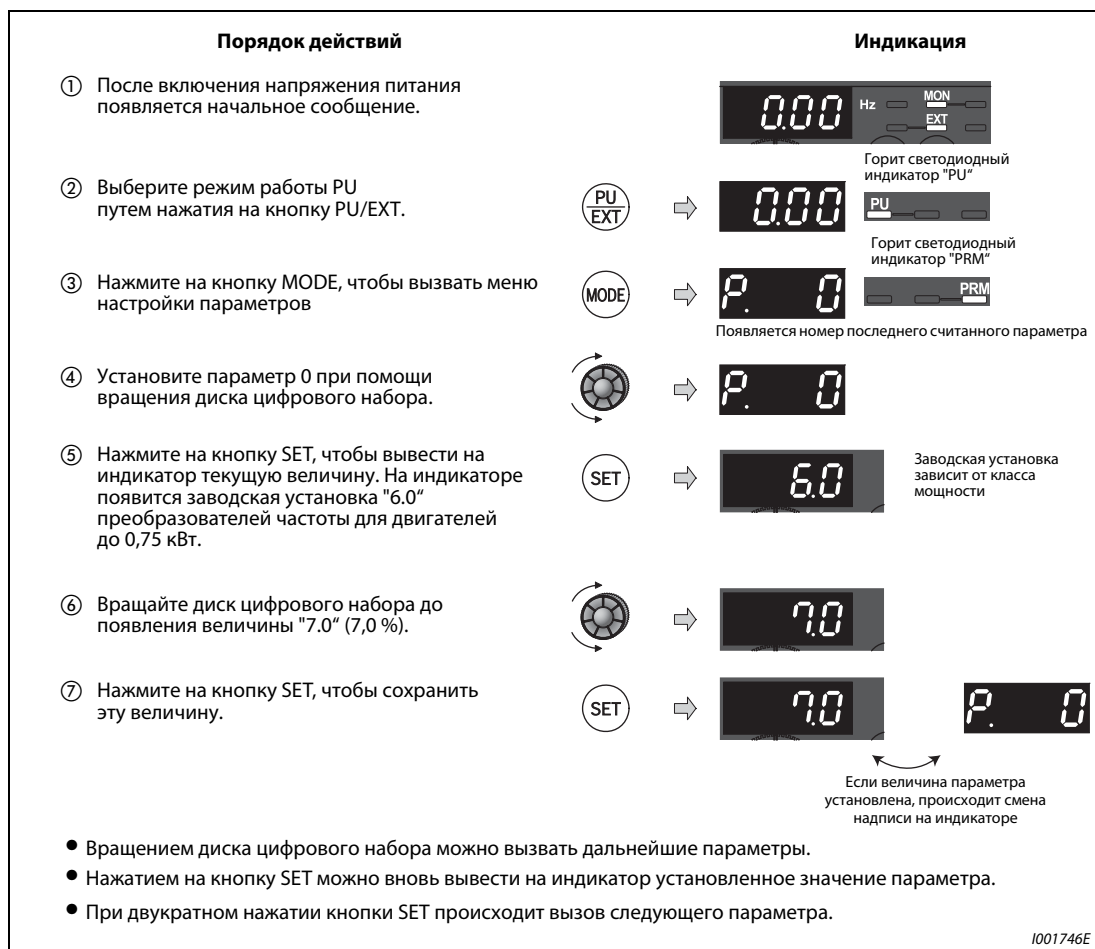 Порядок действий
Индикация
① После включения напряжения питания
появляется начальное сообщение.
0.00 Hz MON
EXT
② Выберите режим работы PU
путем нажатия на кнопку PU/EXT.
PU
EXT
0.00
Горит светодиодный
индикатор "PU“
PU
③ Нажмите на кнопку MODE, чтобы вызвать меню
настройки параметров
MODE
P. 0
Горит светодиодный
индикатор "PRM“
PRM
Появляется номер последнего считанного параметра
④ Установите параметр 0 при помощи
вращения диска цифрового набора.
P. 0
⑤ Нажмите на кнопку SET, чтобы вывести на
индикатор текущую величину. На индикаторе
появится заводская установка "6.0“
преобразователей частоты для двигателей
до 0,75 кВт.
SET
6.0
Заводская установка
зависит от класса
мощности
⑥ Вращайте диск цифрового набора до
появления величины "7.0“ (7,0 %).
7.0
⑦ Нажмите на кнопку SET, чтобы сохранить
эту величину.
SET
7.0
P. 0
Если величина параметра
установлена, происходит смена
надписи на индикаторе
● Вращением диска цифрового набора можно вызвать дальнейшие параметры.
● Нажатием на кнопку SET можно вновь вывести на индикатор установленное значение параметра.
● При двукратном нажатии кнопки SET происходит вызов следующего параметра.
I001746E